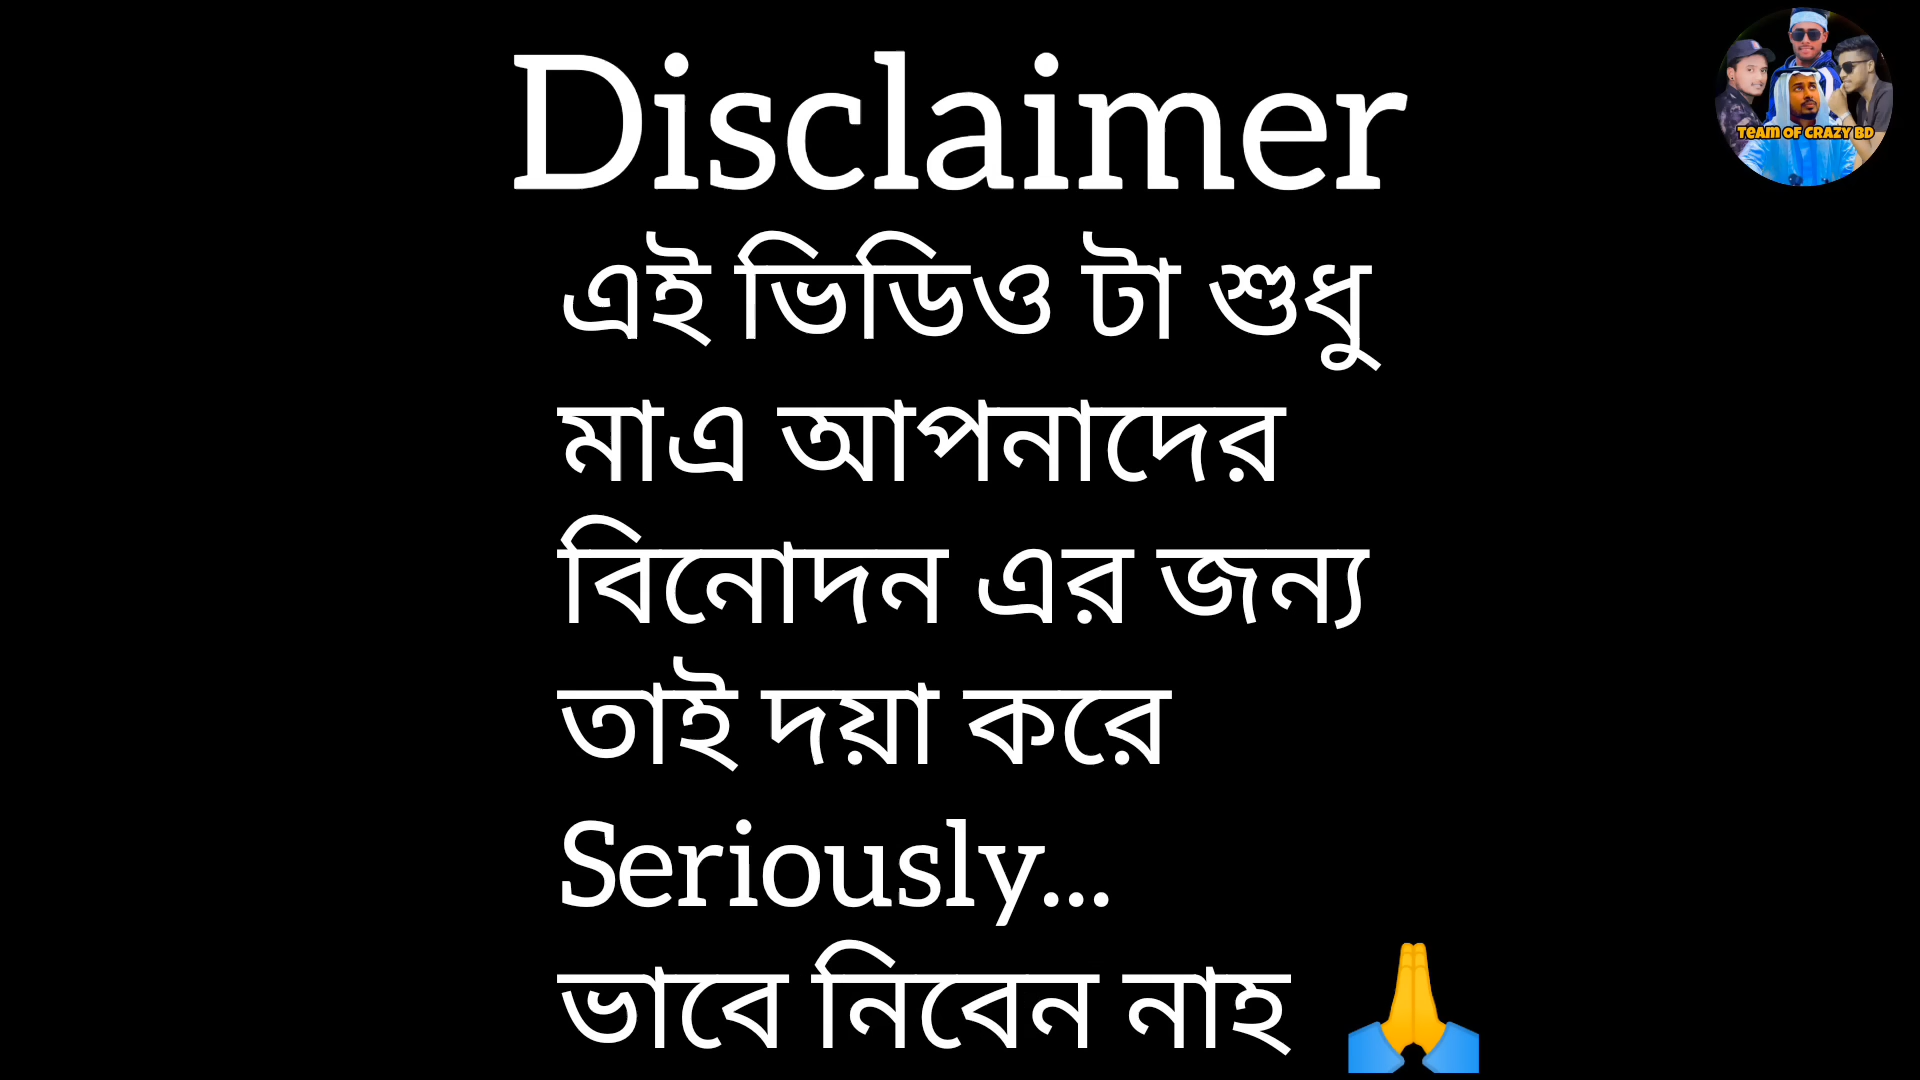 Disclaimer
এই ভিডিও টা শুধু
মাএ আপনাদের
বিনোদন এর জন্য
তাই দয়া করে
Seriously...
ভাবে নিবেন নাহ 🙏
TEAM OF CRAZY BD